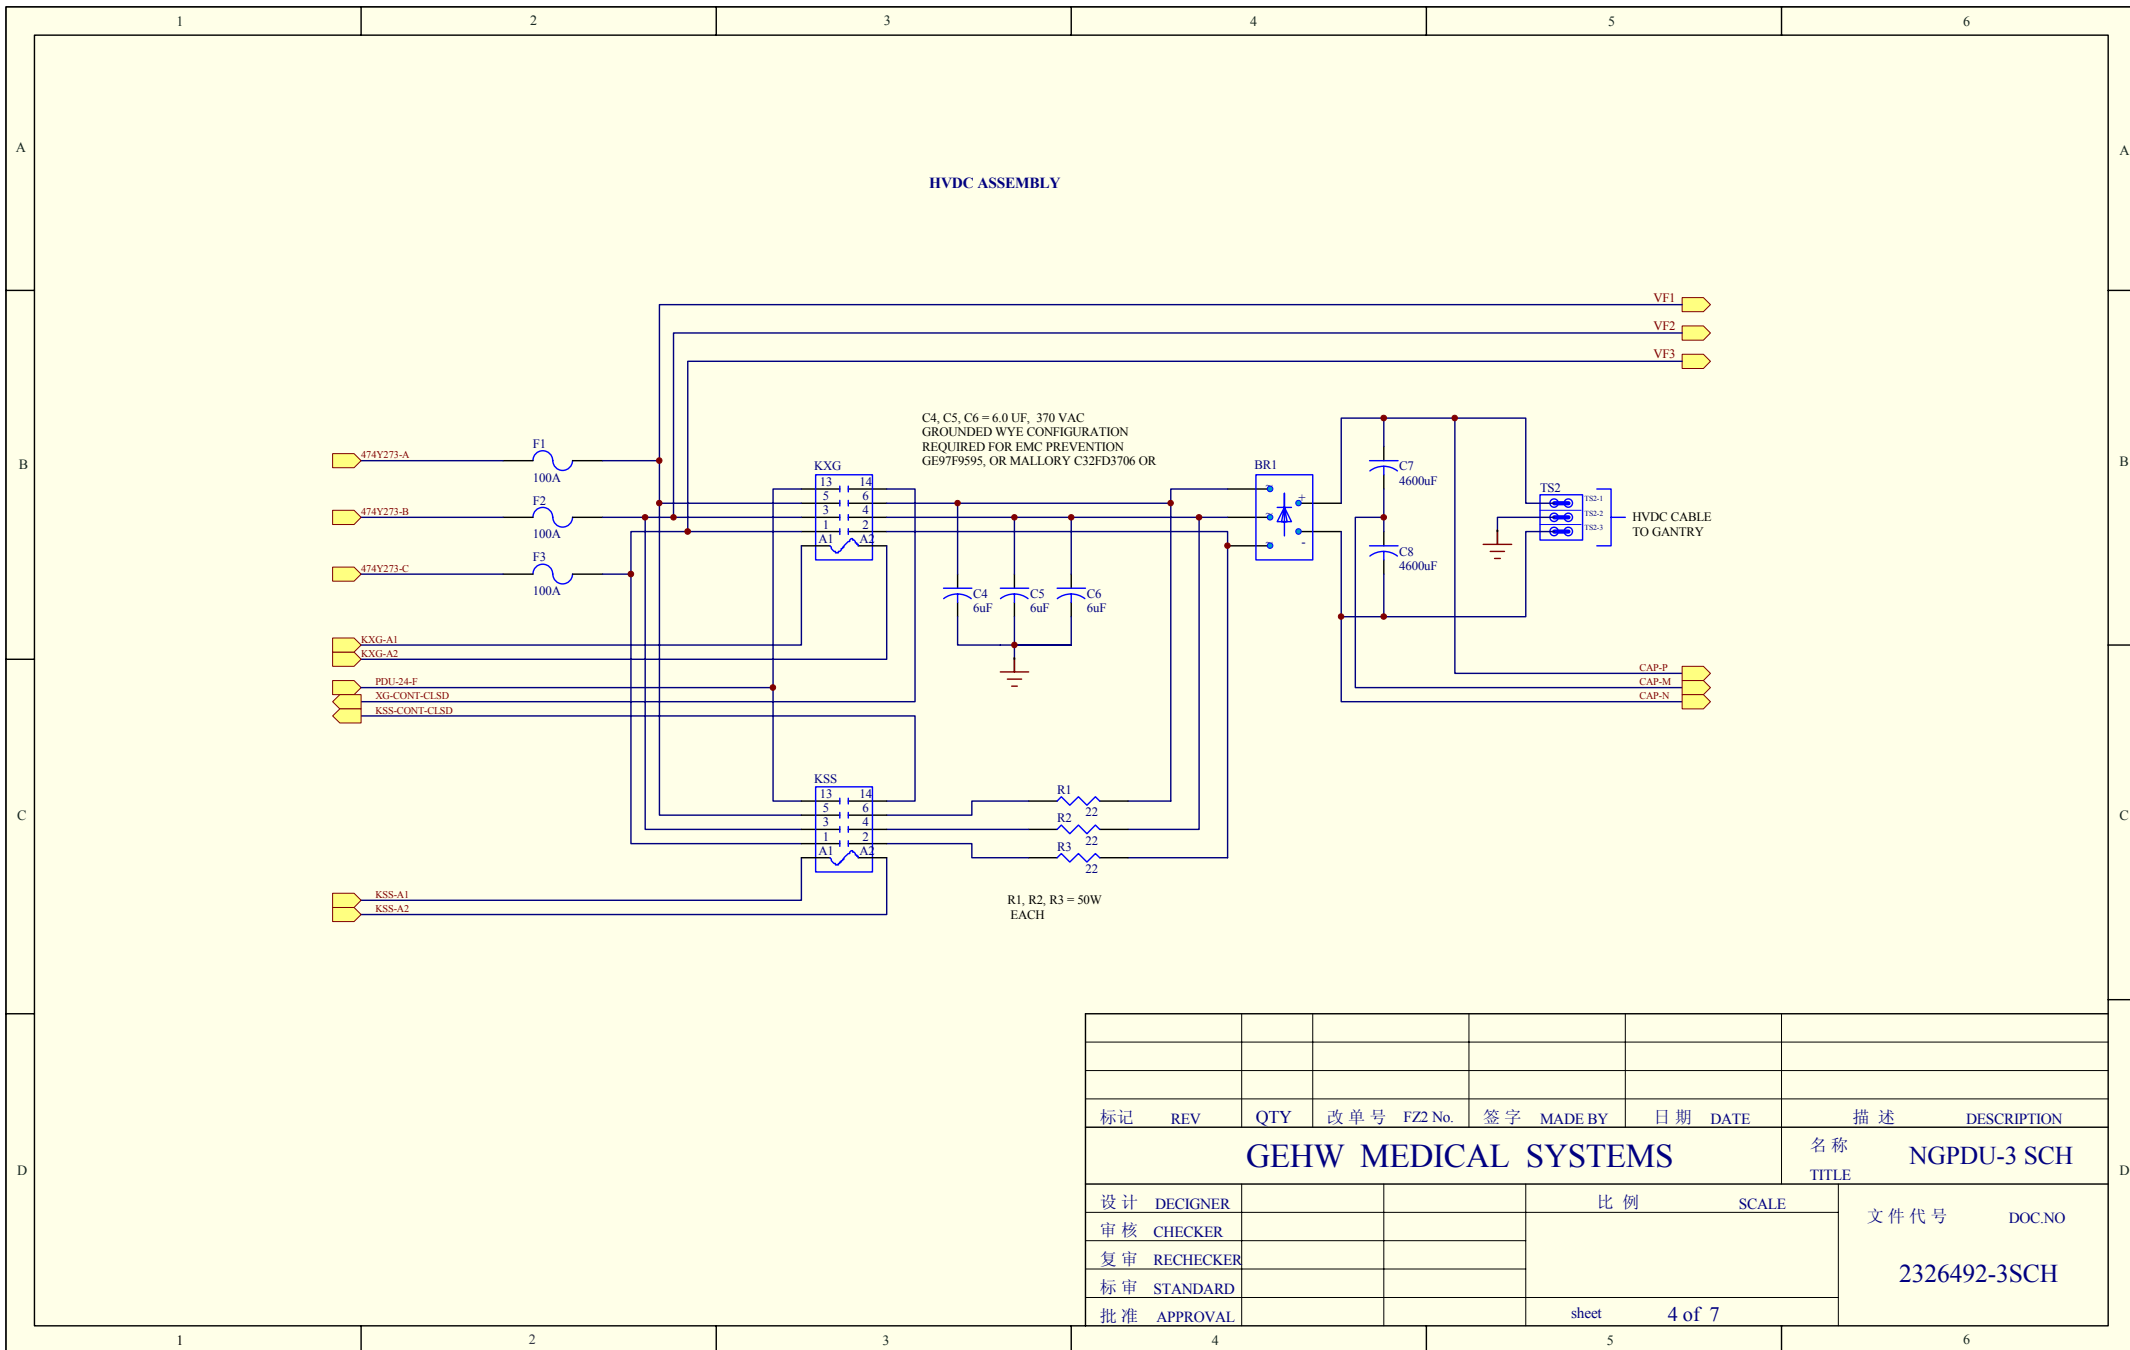 1 2 3 4 5 6
A A
HVDC ASSEMBLY
VF1
VF2
VF3
B B
474Y273-A
F1
100A
474Y273-B
F2
100A
474Y273-C
F3
100A
C4, C5, C6 = 6.0 UF, 370 VAC
GROUNDED WYE CONFIGURATION
REQUIRED FOR EMC PREVENTION
GE97F9595, OR MALLORY C32FD3706 OR
KXG
13 14
5 6
3 4
1 2
A1 A2
BR1
+
-
C7
4600uF
C8
4600uF
TS2
TS2-1
TS2-2
TS2-3
HVDC CABLE
TO GANTRY
C4
6uF
C5
6uF
C6
6uF
KXG-A1
KXG-A2
PDU-24-F
XG-CONT-CLSD
KSS-CONT-CLSD
CAP-P
CAP-M
CAP-N
C C
KSS
13 14
5 6
3 4
1 2
A1 A2
R1
22
R2
22
R3
22
KSS-A1
KSS-A2
R1, R2, R3 = 50W
EACH
D D
标记 REV QTY 改单号 FZ2 No. 签字 MADE BY 日期 DATE 描述 DESCRIPTION
GEHW MEDICAL SYSTEMS
名称
TITLE
NGPDU-3 SCH
设计 DECIGNER
审核 CHECKER
复审 RECHECKER
标审 STANDARD
批准 APPROVAL
比例 SCALE
sheet 4 of 7
文件代号 DOC.NO
2326492-3SCH
1 2 3 4 5 6